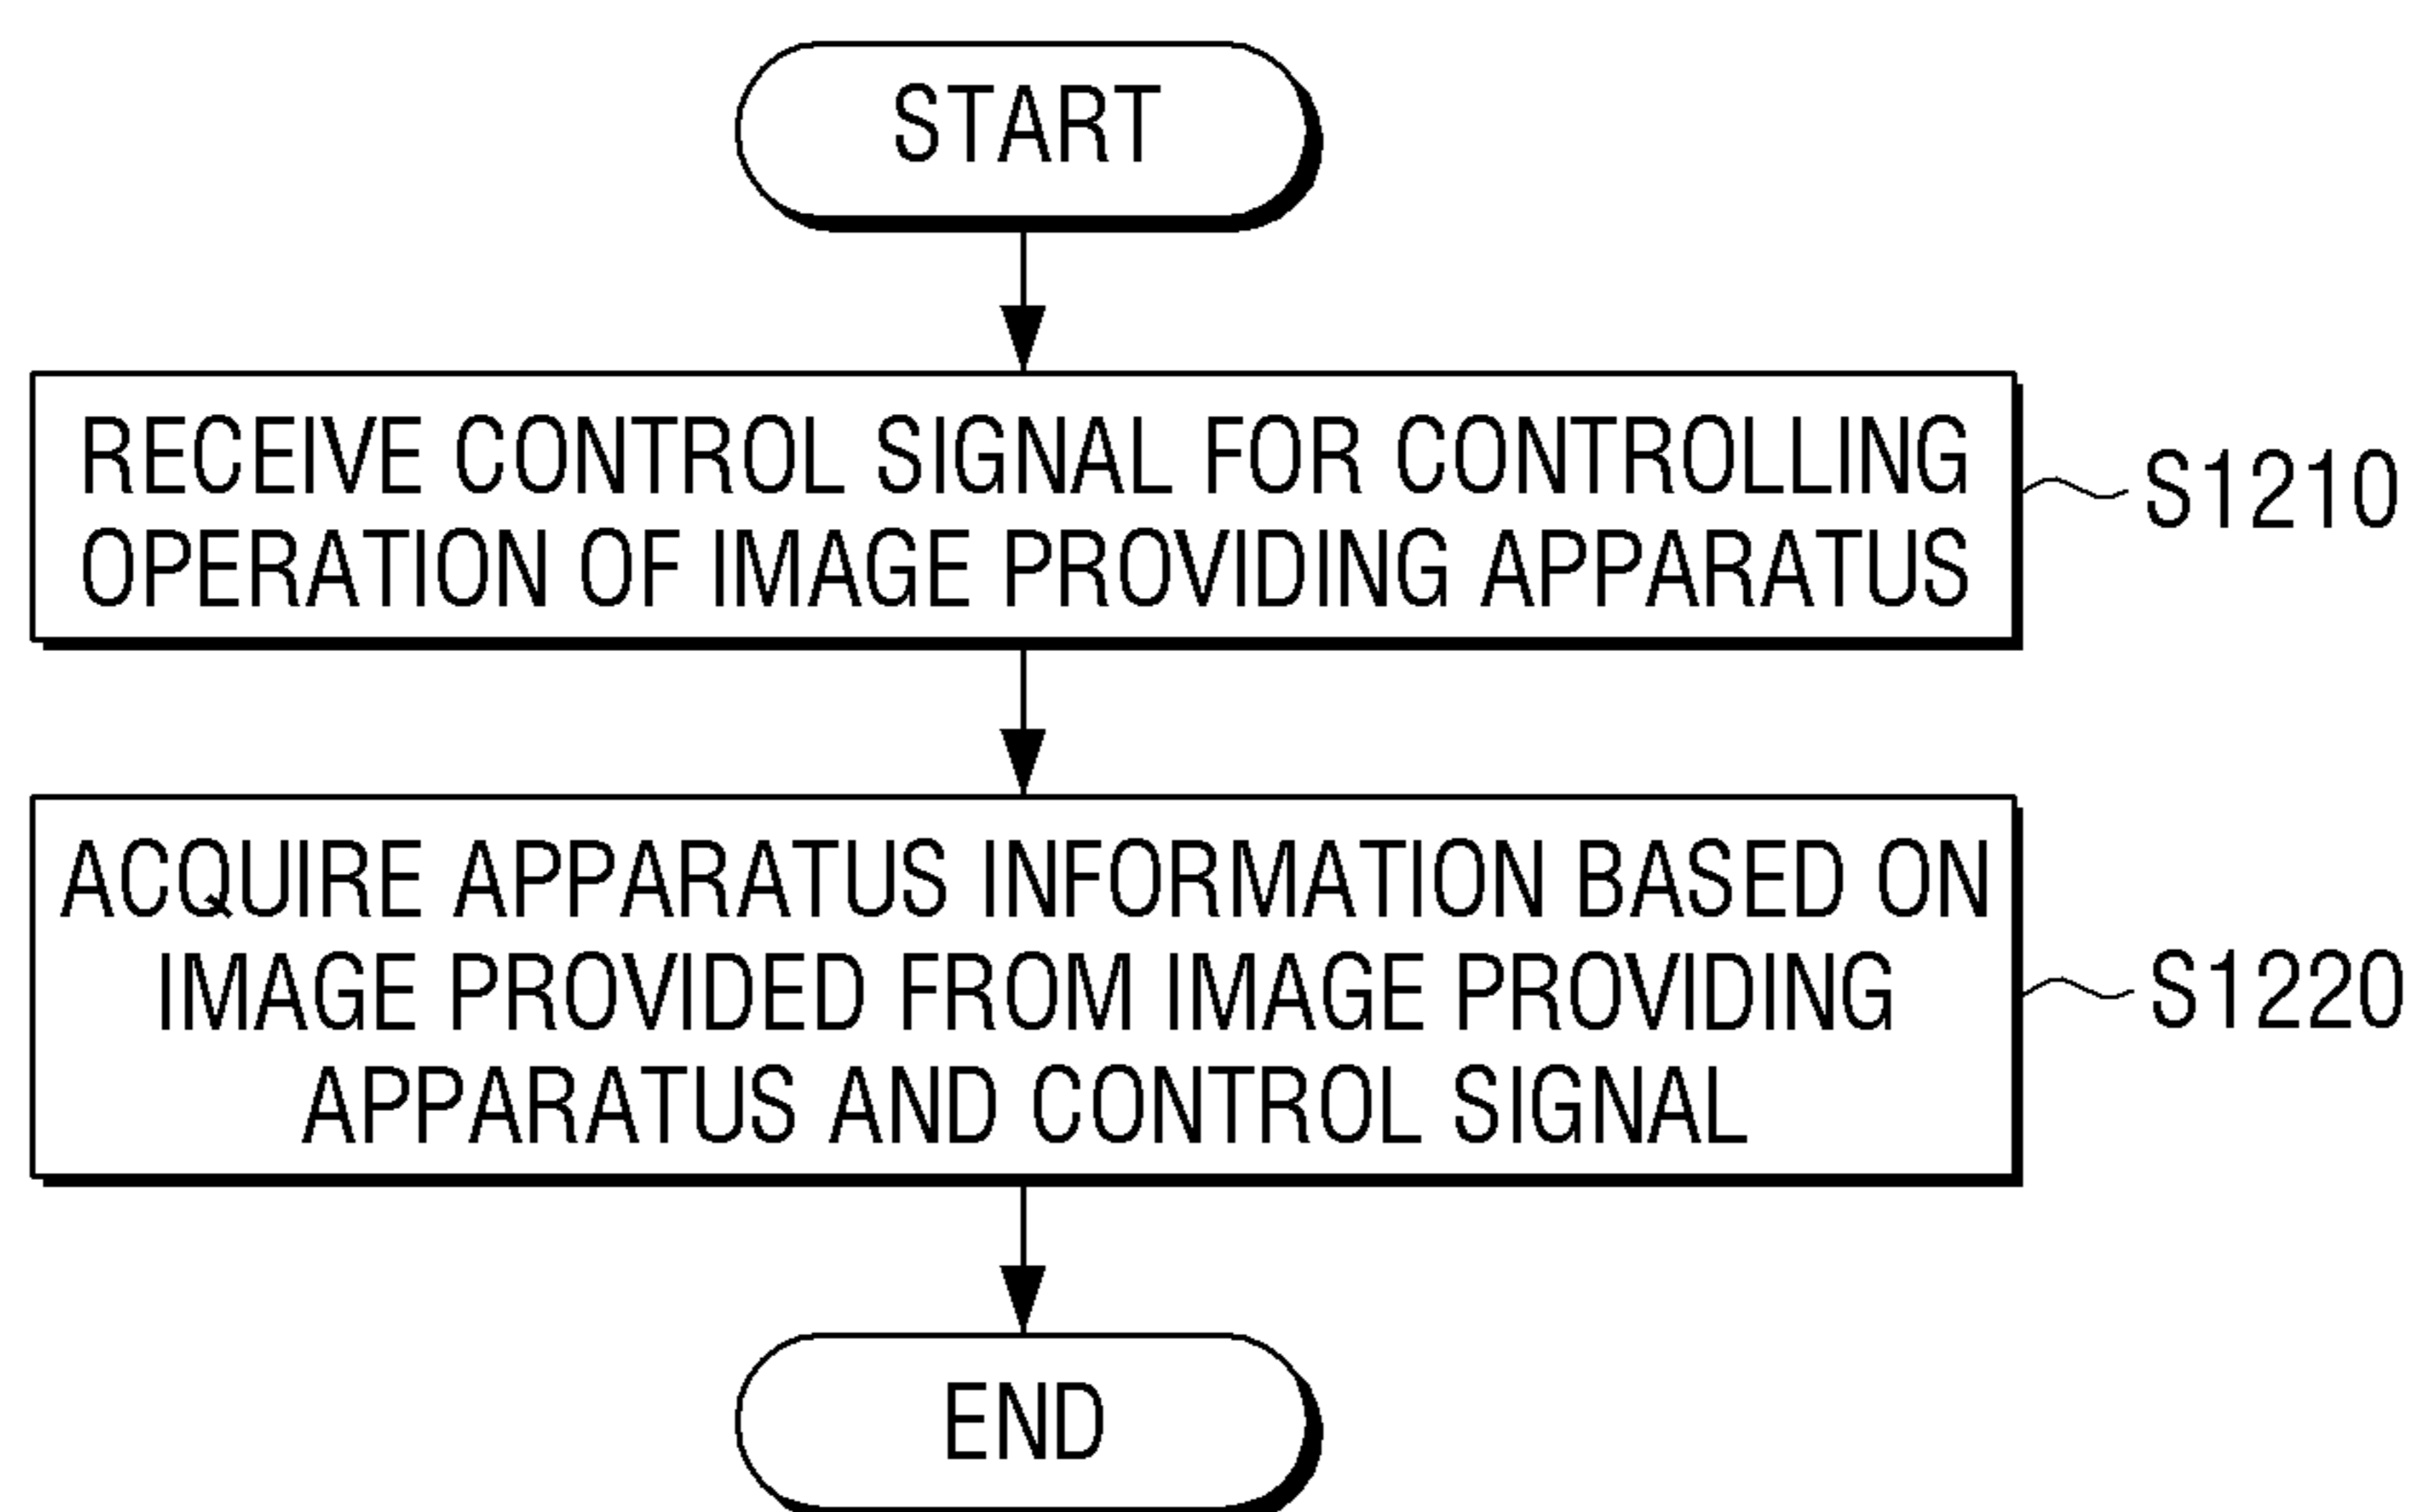 START
RECEIVE CONTROL SIGNAL FOR CONTROLLING
OPERATION OF IMAGE PROVIDING APPARATUS
S1210
ACQUIRE APPARATUS INFORMATION BASED ON
IMAGE PROVIDED FROM IMAGE PROVIDING
APPARATUS AND CONTROL SIGNAL
S1220
END